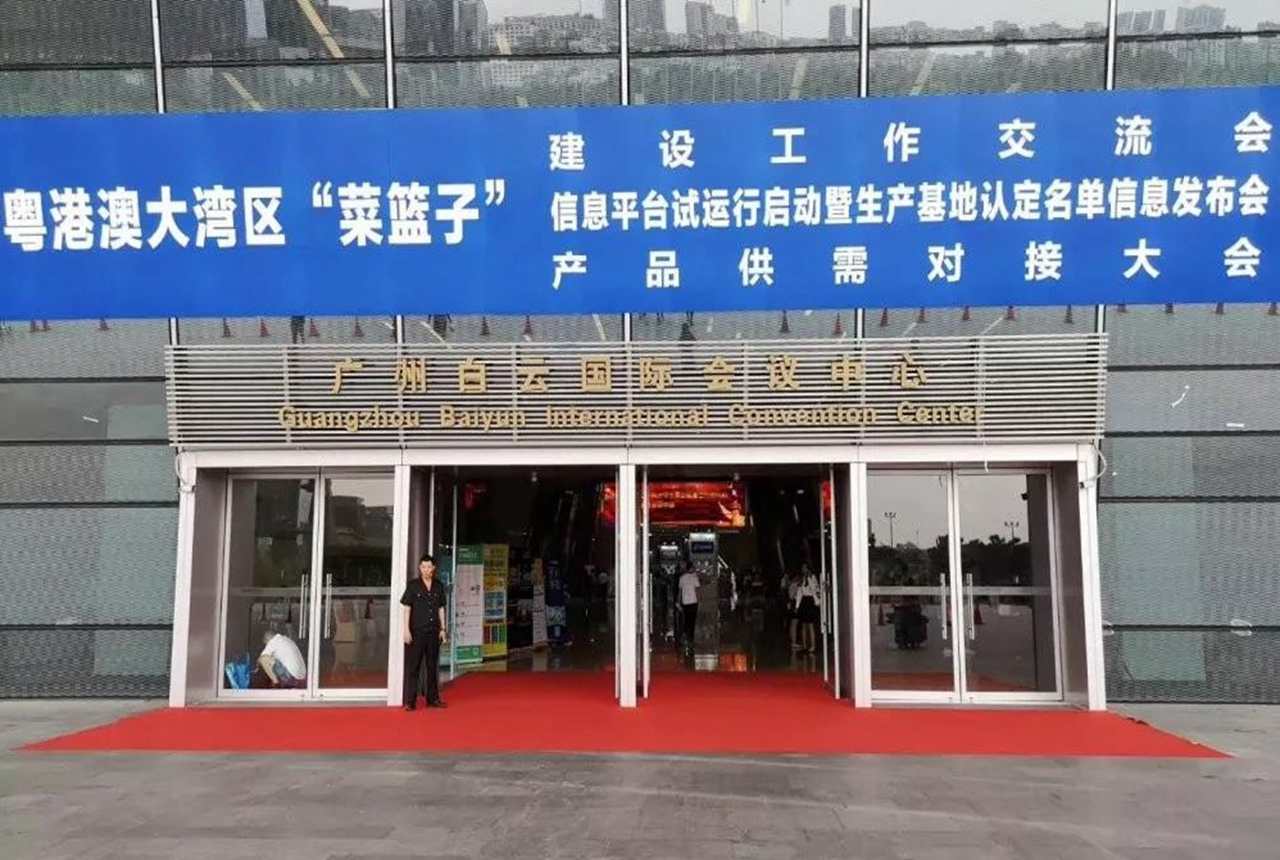 粤港澳大湾区“菜篮子”
建设工作交流会
信息平台试运行启动暨生产基地认定名单信息发布会
产品供需对接大会
广州白云国际会议中心
Guangzhou Baiyun International Convention Center